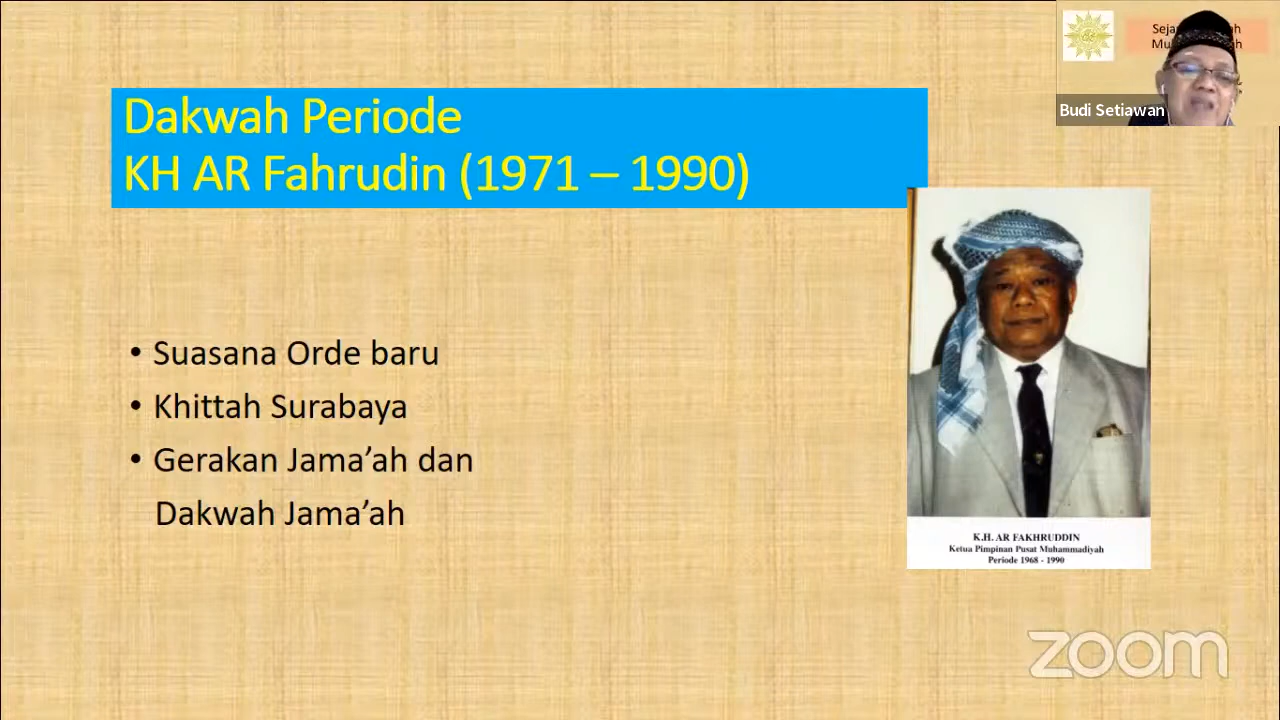 Dakwah Periode
KH AR Fahrudin (1971 – 1990)
• Suasana Orde baru
• Khittah Surabaya
• Gerakan Jama’ah dan
Dakwah Jama’ah
K.H. AR FAKHRUDDIN
Ketua Pimpinan Pusat Muhammadiyah
Periode 1968 - 1990
Budi Setiawan
zoom